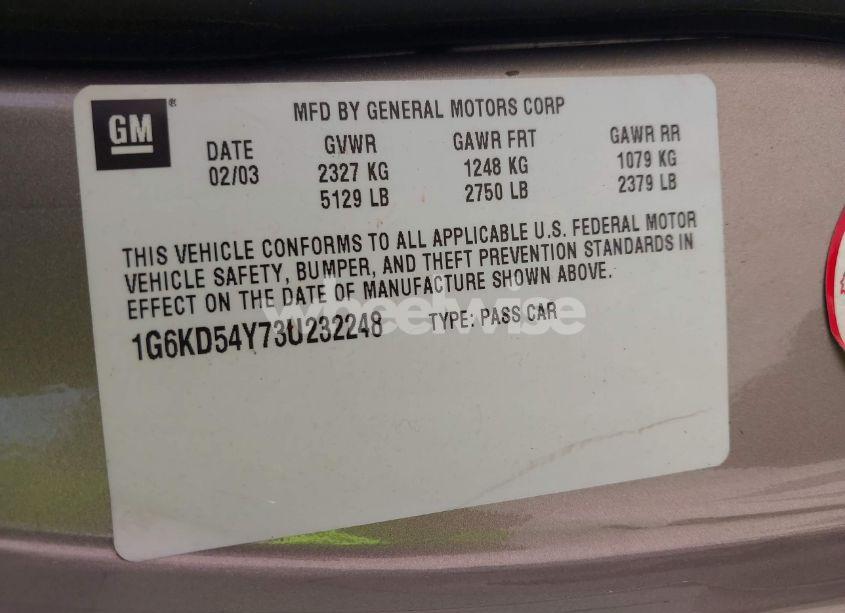 GM®
MFD BY GENERAL MOTORS CORP
DATE GVWR GAWR FRT GAWR RR
02/03 2327 KG 1248 KG 1079 KG
5129 LB 2750 LB 2379 LB
THIS VEHICLE CONFORMS TO ALL APPLICABLE U.S. FEDERAL MOTOR
VEHICLE SAFETY, BUMPER, AND THEFT PREVENTION STANDARDS IN
EFFECT ON THE DATE OF MANUFACTURE SHOWN ABOVE.
1G6KD54Y73U232248 TYPE: PASS CAR
wheelwise